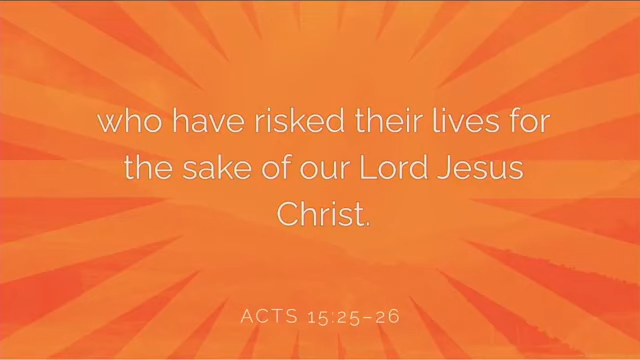 who have risked their lives for
the sake of our Lord Jesus
Christ.
ACTS 15:25–26